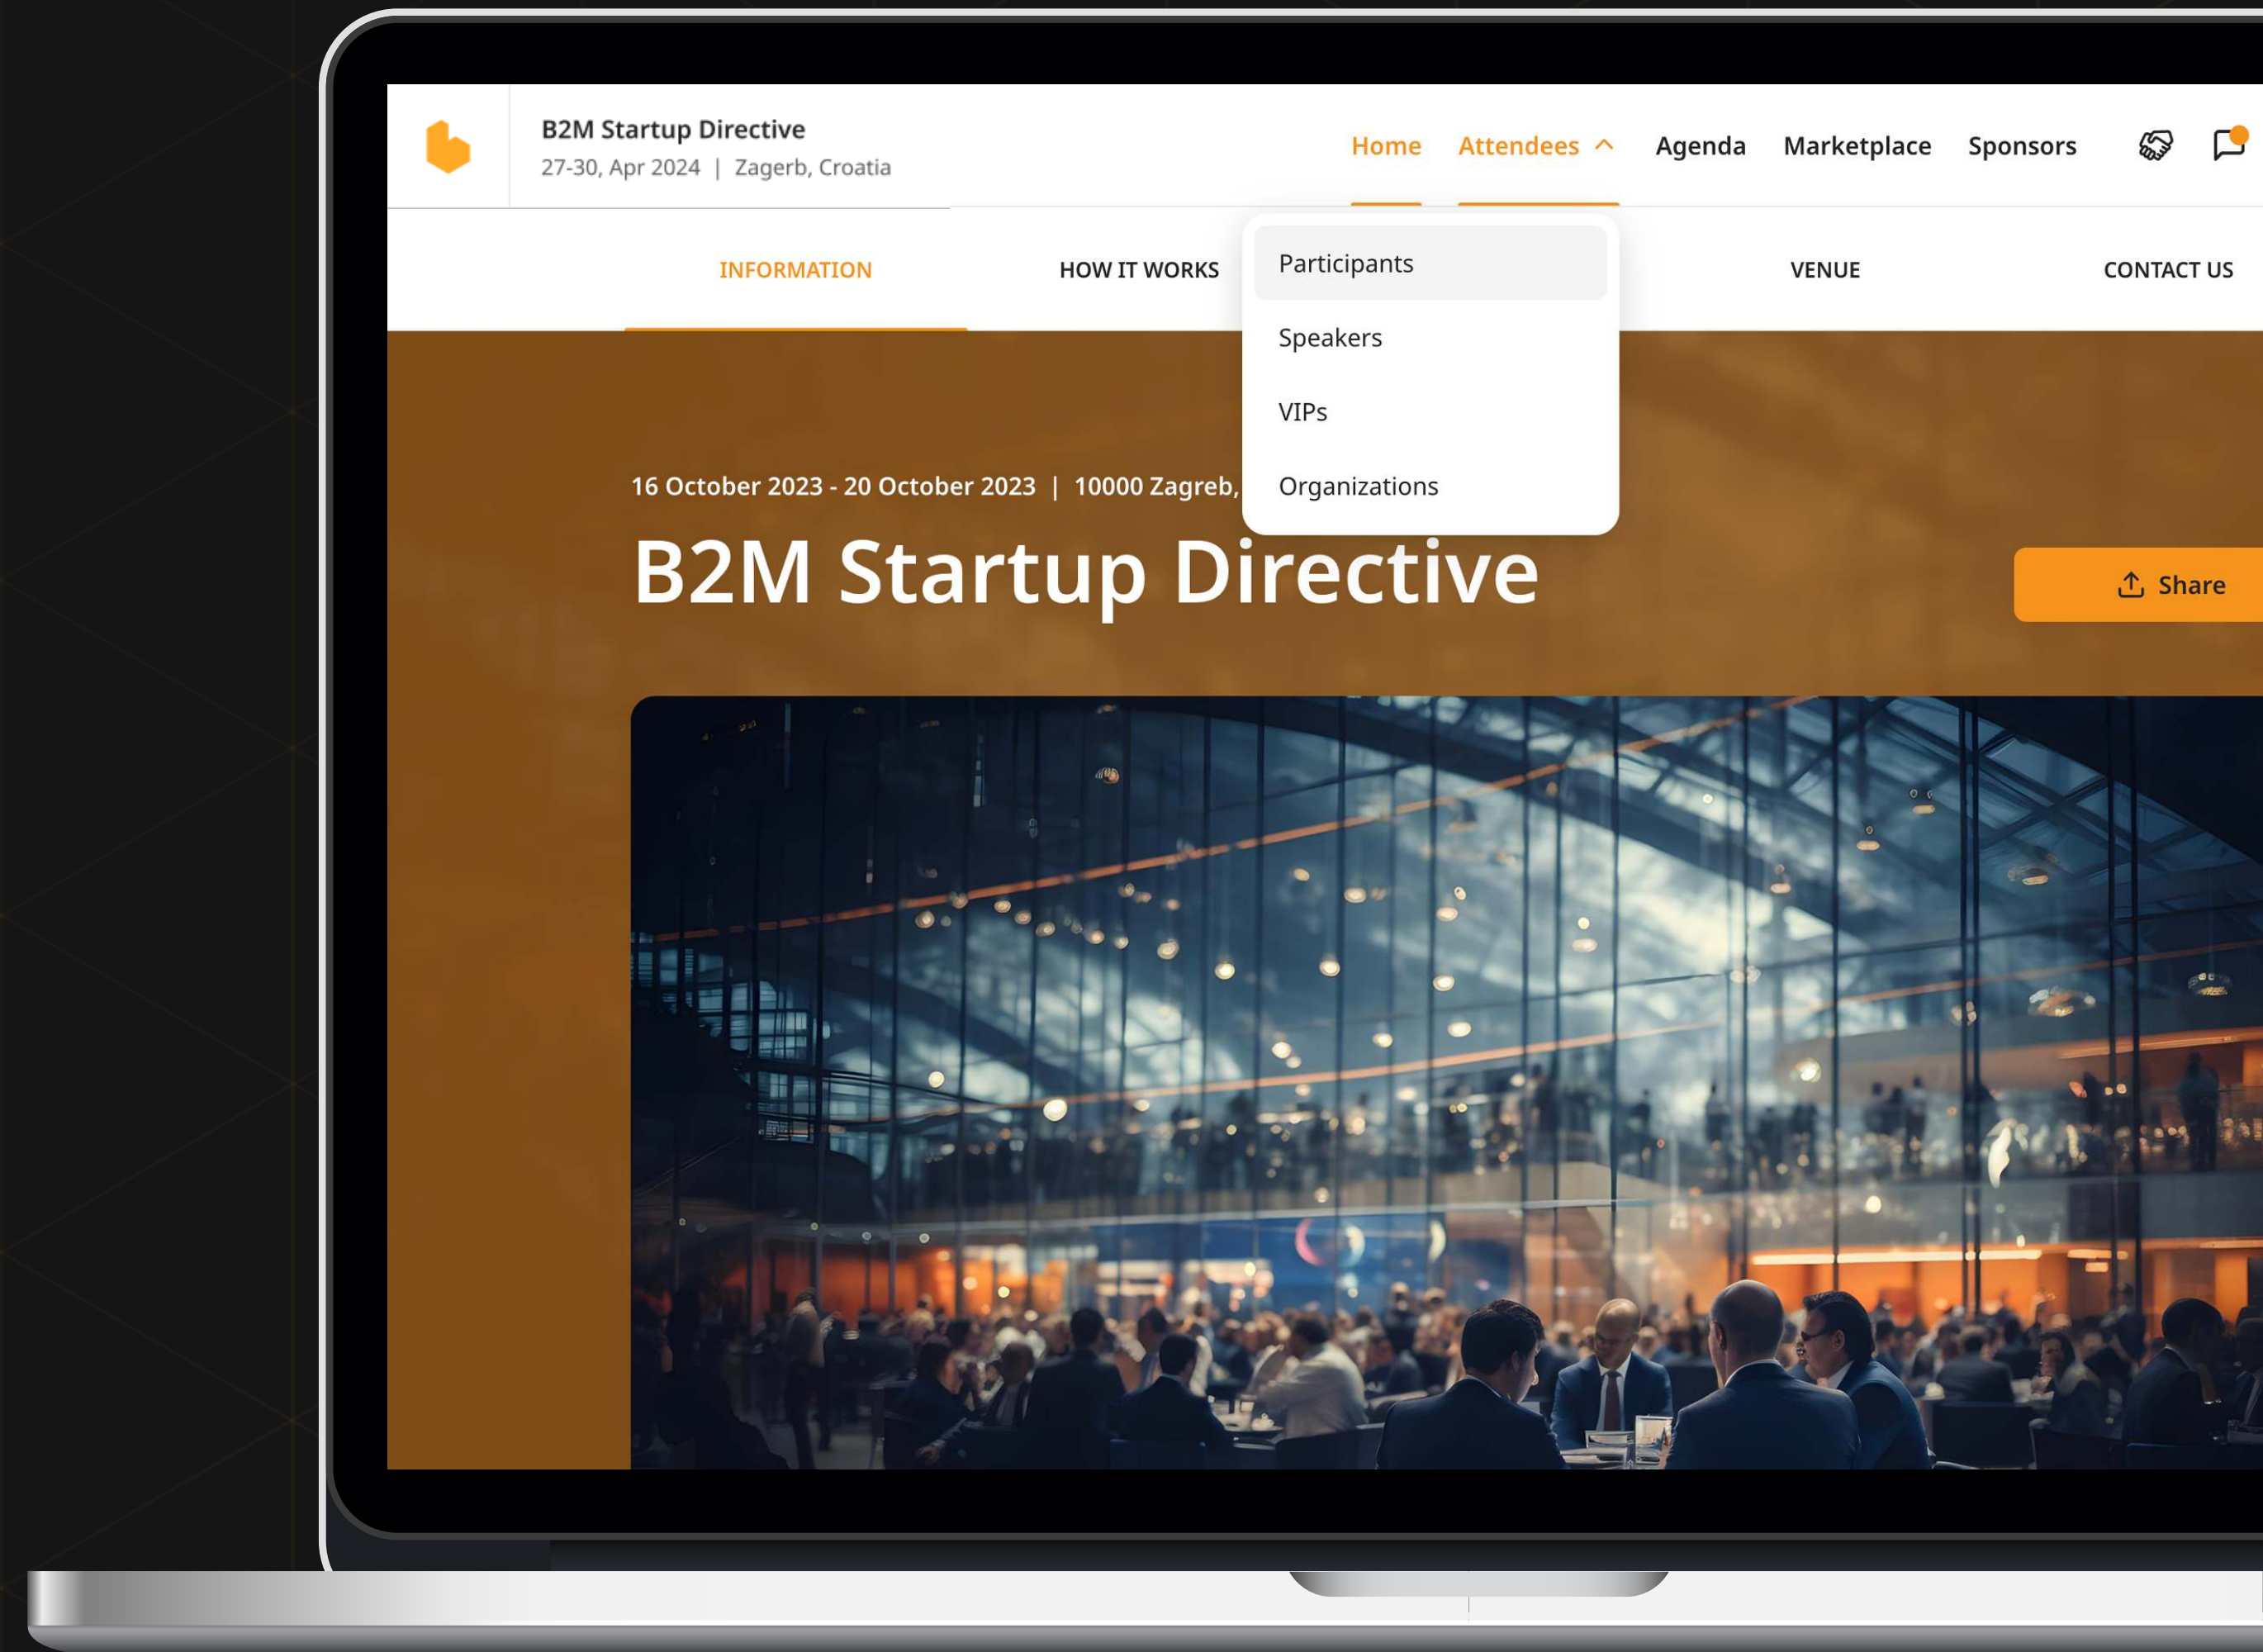 B2M Startup Directive
27-30, Apr 2024 | Zagerb, Croatia
Home Attendees Agenda Marketplace Sponsors
INFORMATION HOW IT WORKS VENUE CONTACT US
Participants
Speakers
VIPs
Organizations
16 October 2023 - 20 October 2023 | 10000 Zagreb,
B2M Startup Directive
Share